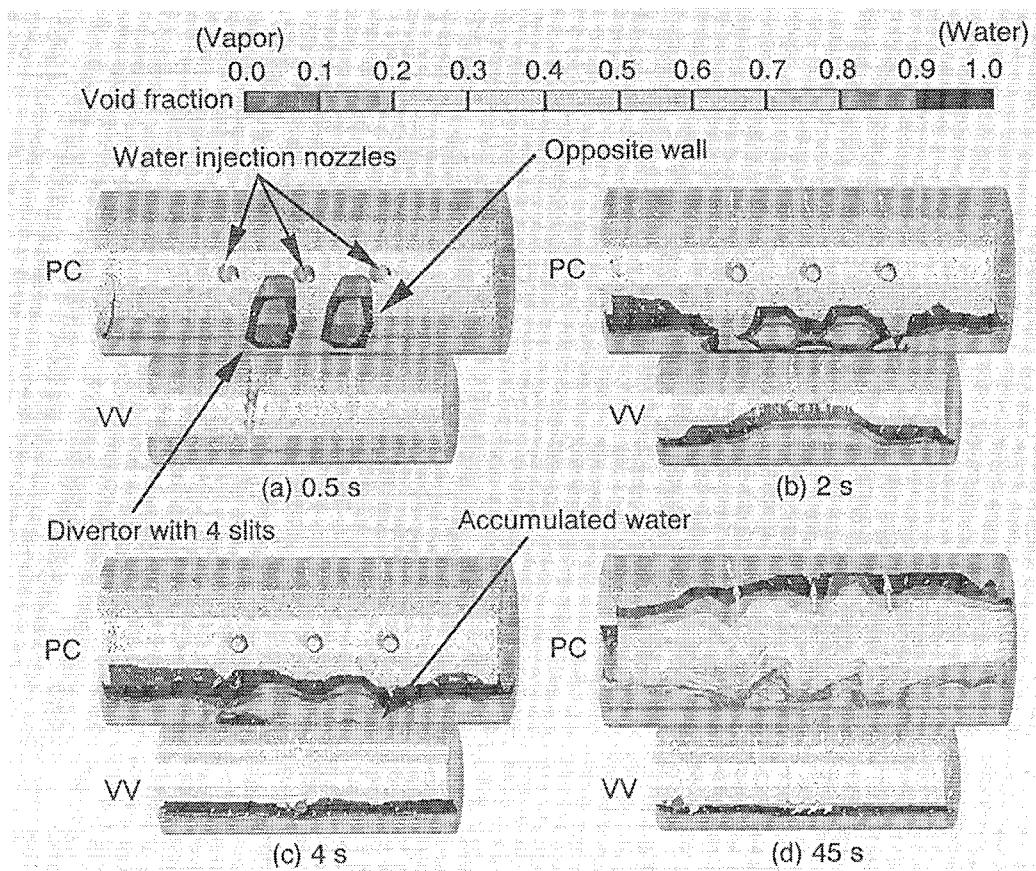 (Vapor) (Water)
0.0 0.1 0.2 0.3 0.4 0.5 0.6 0.7 0.8 0.9 1.0
Void fraction
Water injection nozzles
Opposite wall
PC
PC
VV
VV
(a) 0.5 s
(b) 2 s
Divertor with 4 slits
Accumulated water
PC
PC
VV
VV
(c) 4 s
(d) 45 s